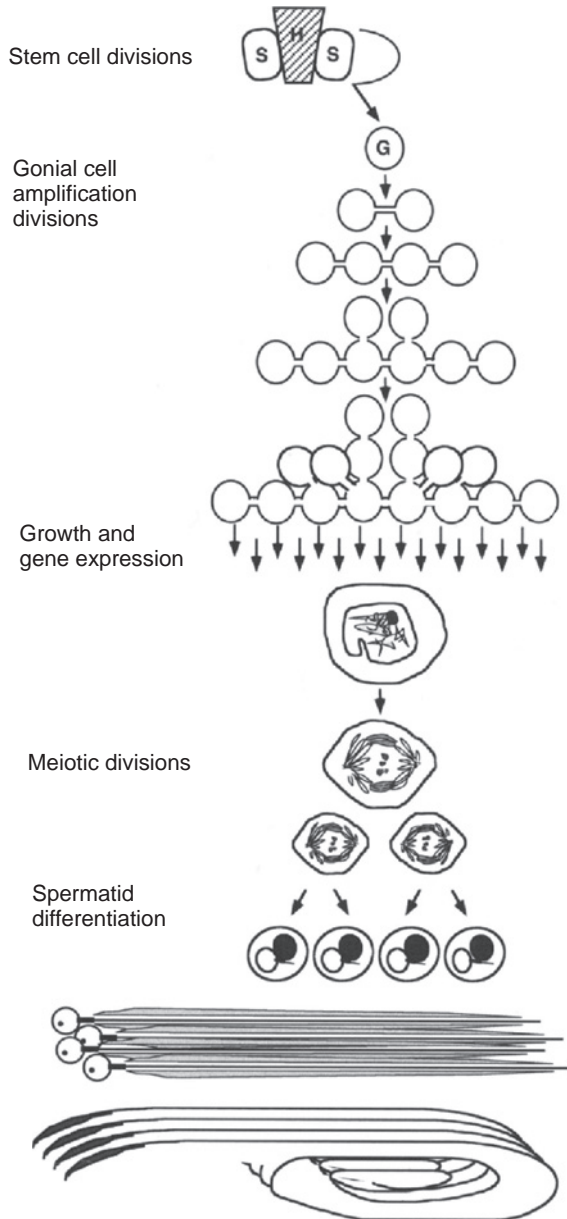 Stem cell divisions
S H S
G
Gonial cell
amplification
divisions
Growth and
gene expression
Meiotic divisions
Spermatid
differentiation